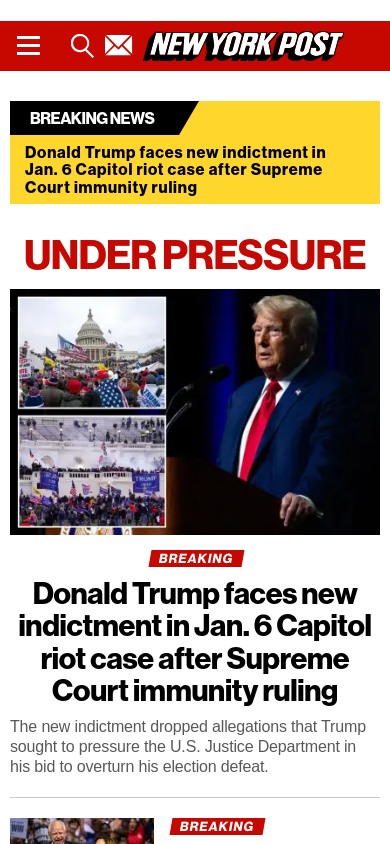 NEW YORK POST
BREAKING NEWS
Donald Trump faces new indictment in
Jan. 6 Capitol riot case after Supreme
Court immunity ruling
UNDER PRESSURE
BREAKING
Donald Trump faces new
indictment in Jan. 6 Capitol
riot case after Supreme
Court immunity ruling
The new indictment dropped allegations that Trump
sought to pressure the U.S. Justice Department in
his bid to overturn his election defeat.
WIN
BREAKING